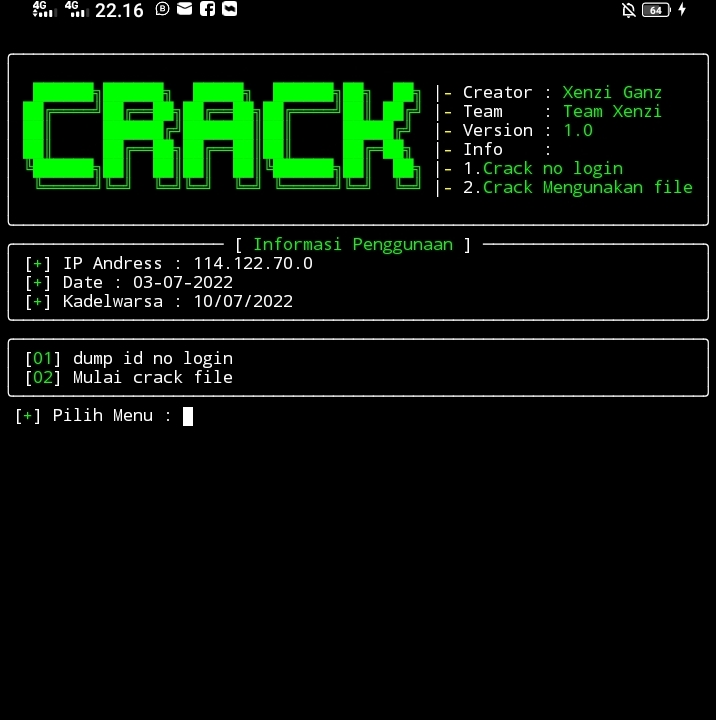 4G 4G 22.16 64
CRACK
|- Creator : Xenzi Ganz
|- Team : Team Xenzi
|- Version : 1.0
|- Info :
|- 1.Crack no login
|- 2.Crack Mengunakan file
[ Informasi Penggunaan ]
[+] IP Andress : 114.122.70.0
[+] Date : 03-07-2022
[+] Kadelwarsa : 10/07/2022
[01] dump id no login
[02] Mulai crack file
[+] Pilih Menu :